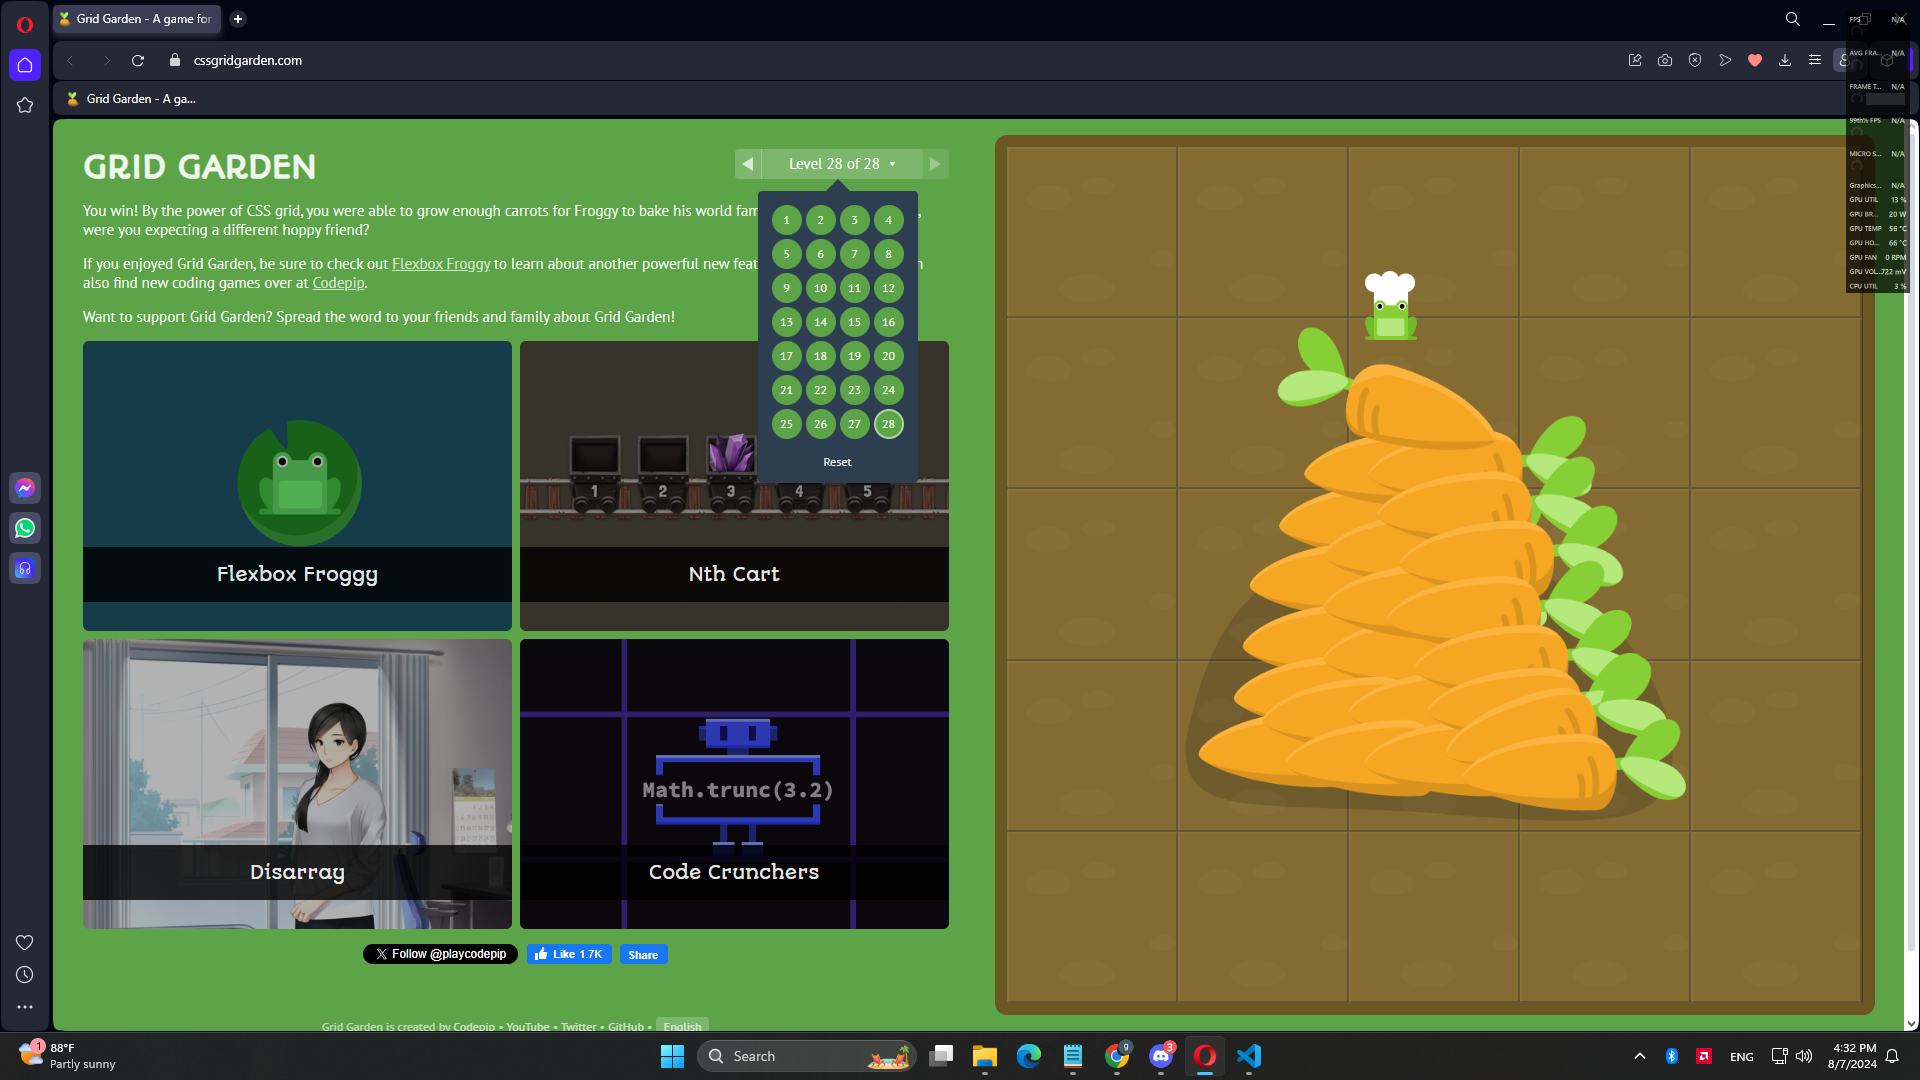 Grid Garden - A game for
cssgridgarden.com
Grid Garden - A ga...
FPS N/A
AVG FRA... N/A
FRAME T... N/A
99th% FPS N/A
MICRO S... N/A
Graphics... N/A
GPU UTIL 13 %
GPU BR... 20 W
GPU TEMP 56 °C
GPU HO... 66 °C
GPU FAN 0 RPM
GPU VOL... 722 mV
CPU UTIL 3 %
GRID GARDEN
Level 28 of 28
You win! By the power of CSS grid, you were able to grow enough carrots for Froggy to bake his world fam
were you expecting a different hoppy friend?
If you enjoyed Grid Garden, be sure to check out Flexbox Froggy to learn about another powerful new feat
also find new coding games over at Codepip.
Want to support Grid Garden? Spread the word to your friends and family about Grid Garden!
1 2 3 4
5 6 7 8
9 10 11 12
13 14 15 16
17 18 19 20
21 22 23 24
25 26 27 28
Reset
1 2 3 4 5
Flexbox Froggy
Nth Cart
Math.trunc(3.2)
Disarray
Code Crunchers
Follow @playcodepip
Like 1.7K
Share
Grid Garden is created by Codepip • YouTube • Twitter • GitHub • English
1
88°F
Partly sunny
Search
9
3
ENG
4:32 PM
8/7/2024